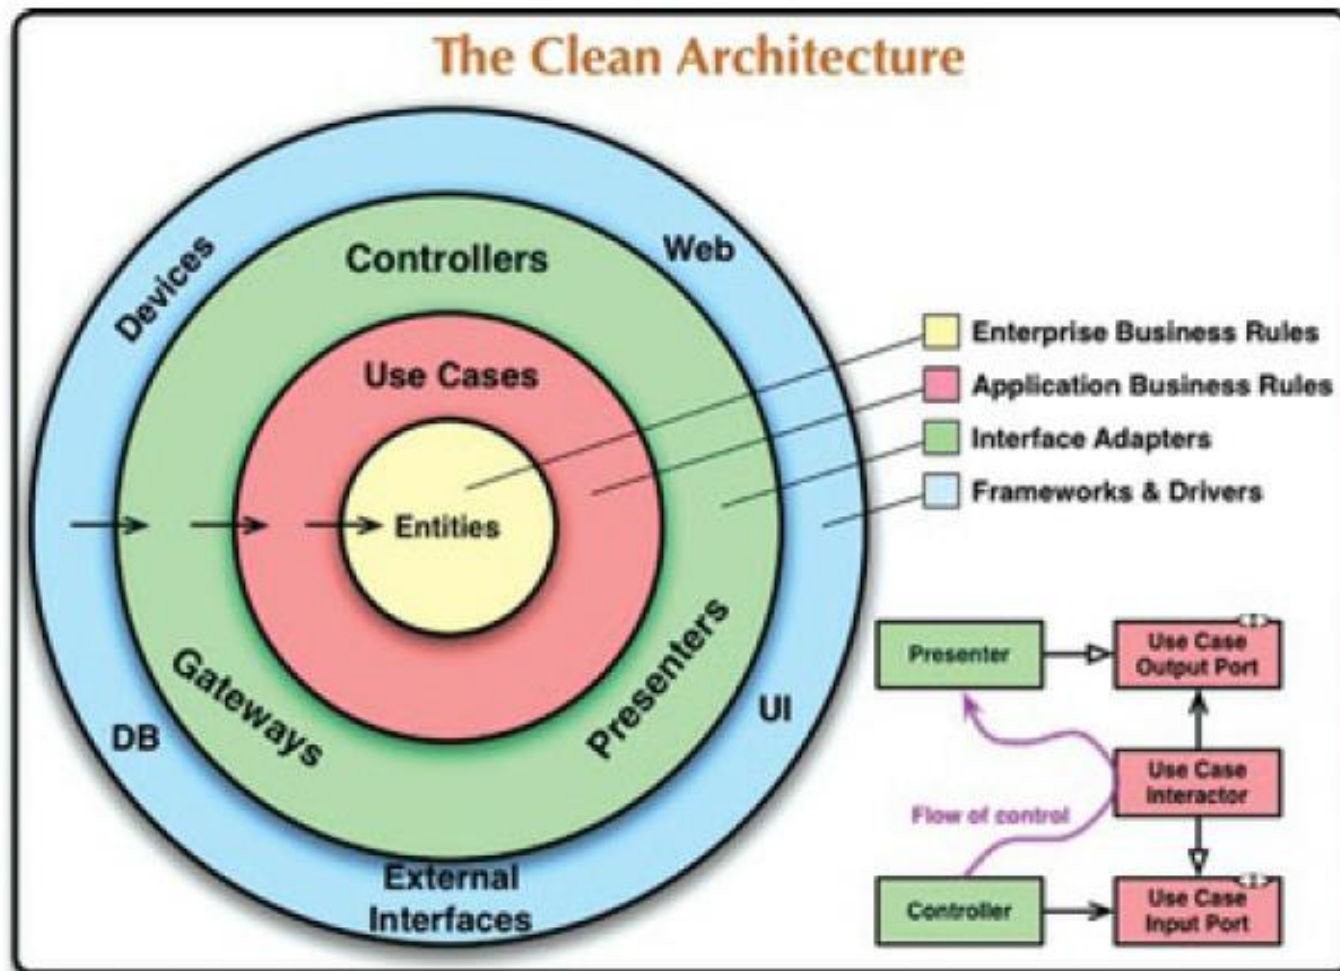 The Clean Architecture
Devices
Controllers
Web
Use Cases
Entities
Gateways
Presenters
DB
UI
External
Interfaces
Enterprise Business Rules
Application Business Rules
Interface Adapters
Frameworks & Drivers
Presenter
Use Case
Output Port
Flow of control
Use Case
Interactor
Controller
Use Case
Input Port